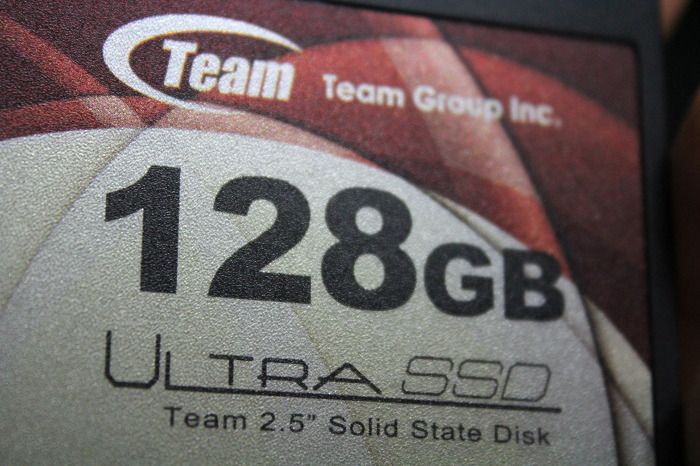 Team Team Group Inc.
128GB
ULTRA SSD
Team 2.5" Solid State Disk